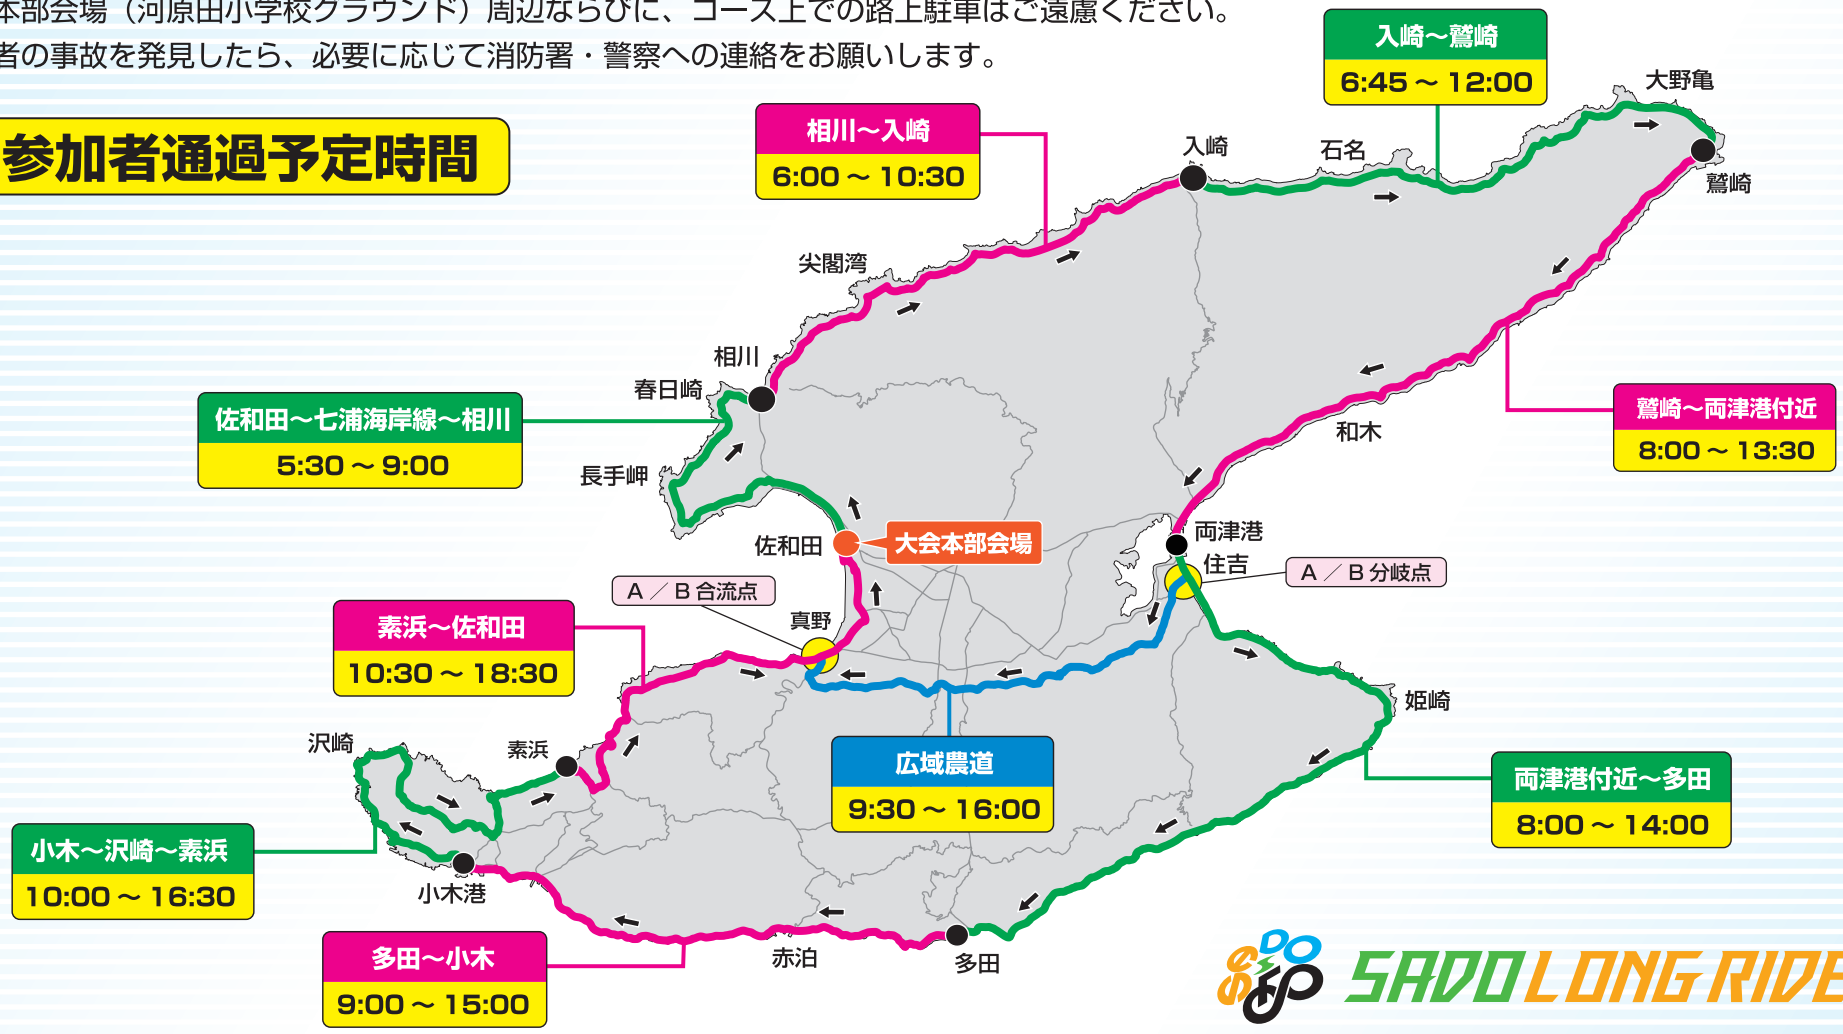 本部会場（河原田小学校グラウンド）周辺ならびに、コース上での路上駐車はご遠慮ください。
者の事故を発見したら、必要に応じて消防署・警察への連絡をお願いします。
参加者通過予定時間
入崎～鷲崎
6:45 ～ 12:00
大野亀
相川～入崎
6:00 ～ 10:30
入崎
石名
鷲崎
尖閣湾
相川
春日崎
佐和田～七浦海岸線～相川
5:30 ～ 9:00
長手岬
鷲崎～両津港付近
8:00 ～ 13:30
和木
佐和田
大会本部会場
両津港
住吉
A ／ B 分岐点
A ／ B 合流点
真野
素浜～佐和田
10:30 ～ 18:30
姫崎
沢崎
素浜
広域農道
9:30 ～ 16:00
両津港付近～多田
8:00 ～ 14:00
小木～沢崎～素浜
10:00 ～ 16:30
小木港
多田～小木
9:00 ～ 15:00
赤泊
多田
SADO LONG RIDE